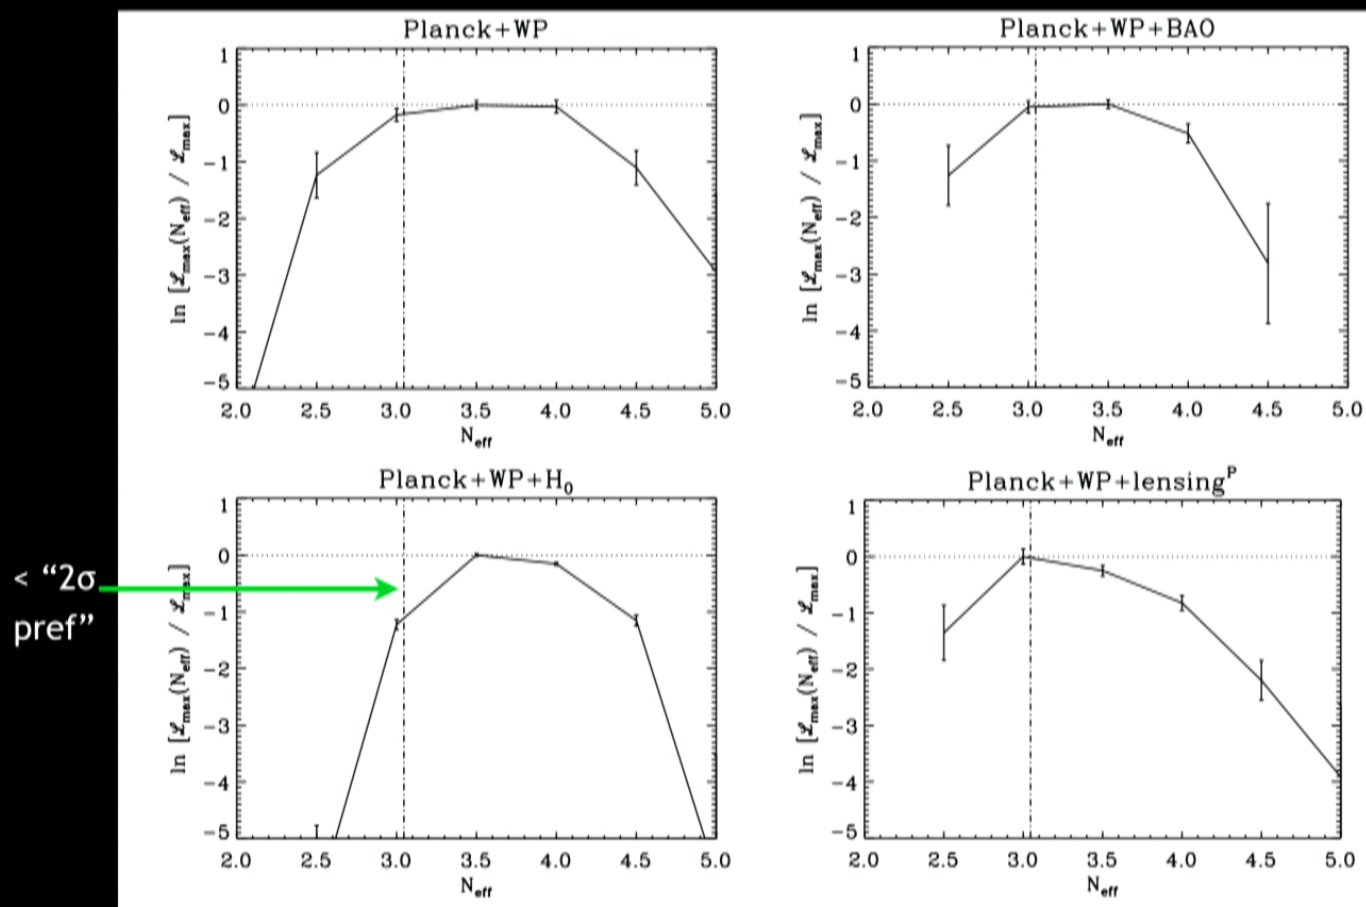 Planck+WP
1
0
−1
−2
−3
−4
−5
ln [ℒmax(Neff) / ℒmax]
2.0 2.5 3.0 3.5 4.0 4.5 5.0
Neff
Planck+WP+BAO
1
0
−1
−2
−3
−4
−5
ln [ℒmax(Neff) / ℒmax]
2.0 2.5 3.0 3.5 4.0 4.5 5.0
Neff
< “2σ
pref”
Planck+WP+H0
1
0
−1
−2
−3
−4
−5
ln [ℒmax(Neff) / ℒmax]
2.0 2.5 3.0 3.5 4.0 4.5 5.0
Neff
Planck+WP+lensingP
1
0
−1
−2
−3
−4
−5
ln [ℒmax(Neff) / ℒmax]
2.0 2.5 3.0 3.5 4.0 4.5 5.0
Neff